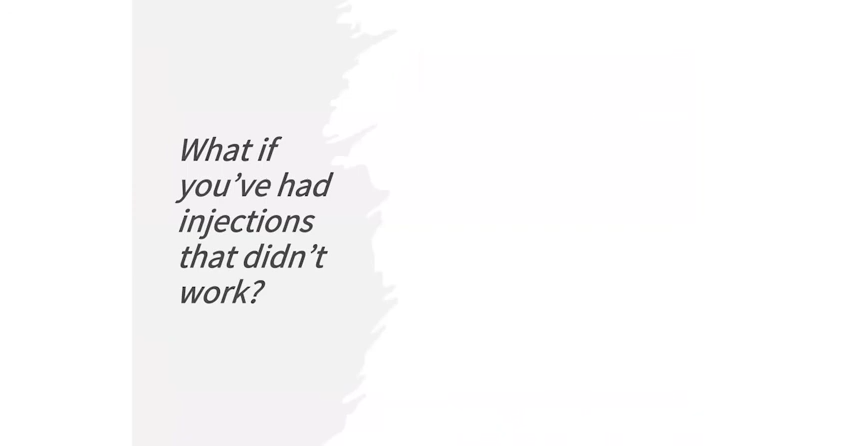 What if
you’ve had
injections
that didn’t
work?